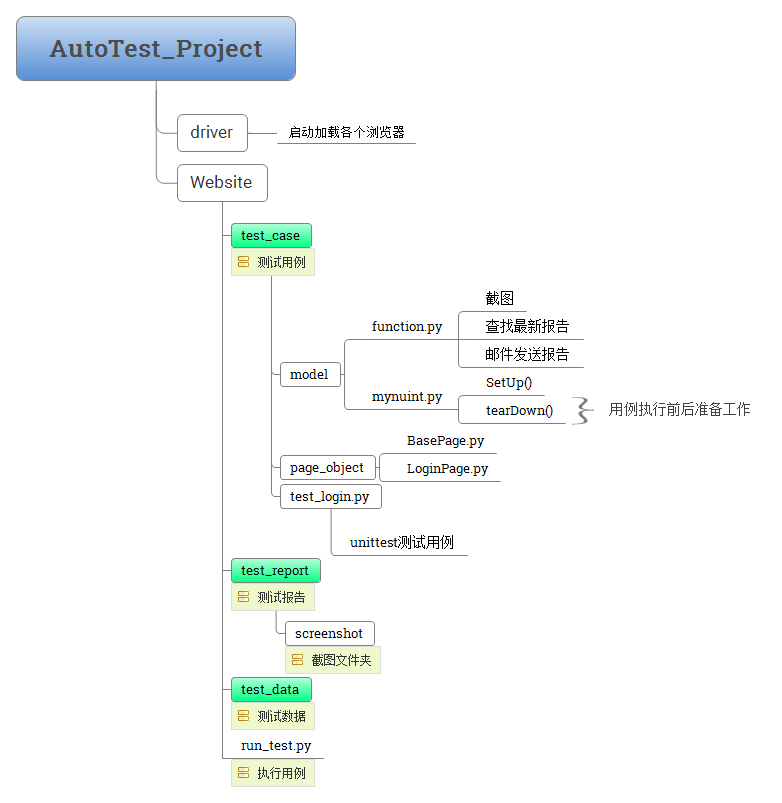 AutoTest_Project
driver
启动加载各个浏览器
Website
test_case
测试用例
model
function.py
截图
查找最新报告
邮件发送报告
mynuint.py
SetUp()
tearDown()
用例执行前后准备工作
page_object
BasePage.py
LoginPage.py
test_login.py
unittest测试用例
test_report
测试报告
screenshot
截图文件夹
test_data
测试数据
run_test.py
执行用例